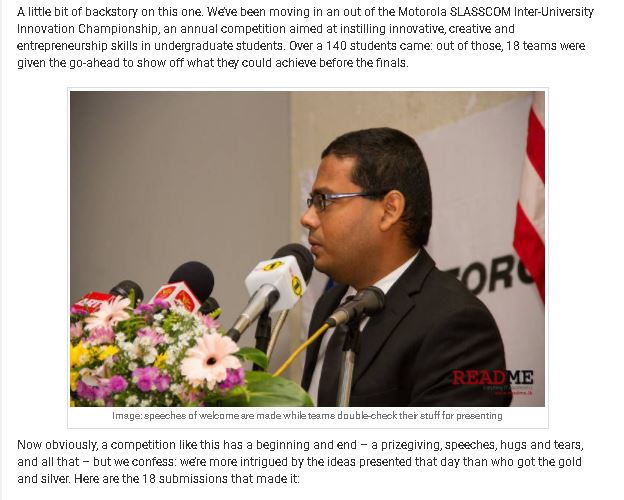 A little bit of backstory on this one. We've been moving in an out of the Motorola SLASSCOM Inter-University
Innovation Championship, an annual competition aimed at instilling innovative, creative and
entrepreneurship skills in undergraduate students. Over a 140 students came: out of those, 18 teams were
given the go-ahead to show off what they could achieve before the finals.
FOR
README
Image: speeches of welcome are made while teams double-check their stuff for presenting
Now obviously, a competition like this has a beginning and end – a prizegiving, speeches, hugs and tears,
and all that – but we confess: we're more intrigued by the ideas presented that day than who got the gold
and silver. Here are the 18 submissions that made it: